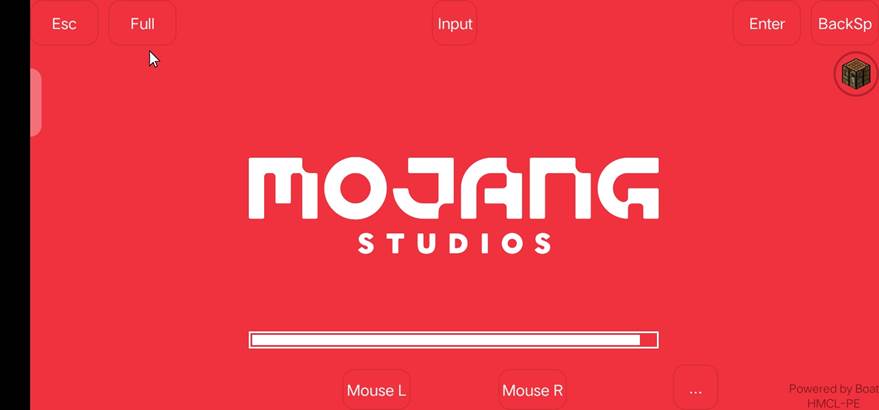 Esc Full Input Enter BackSp
MOJANG
STUDIOS
Mouse L Mouse R ...
Powered by Boat
HMCL-PE